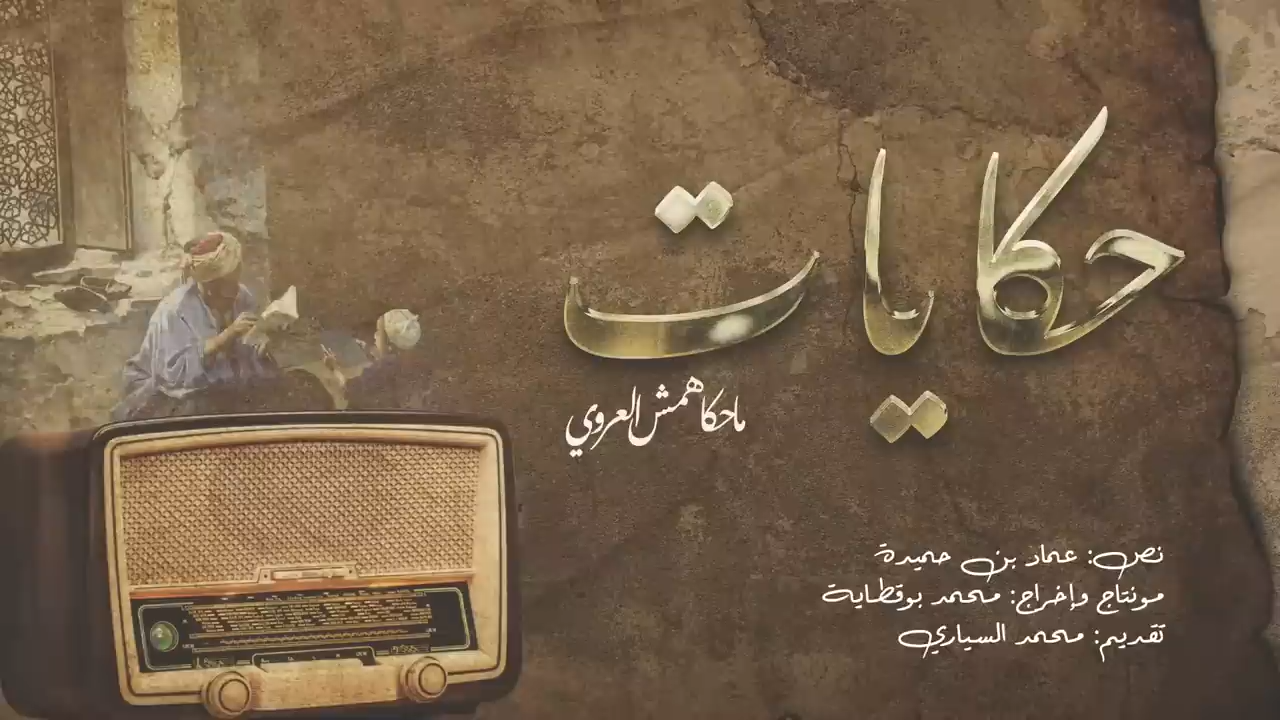 حكايات
ماحكاهمش العروي
نص: عماد بن حميدة
مونتاج وإخراج: محمد بوقطاية
تقديم: محمد السياري